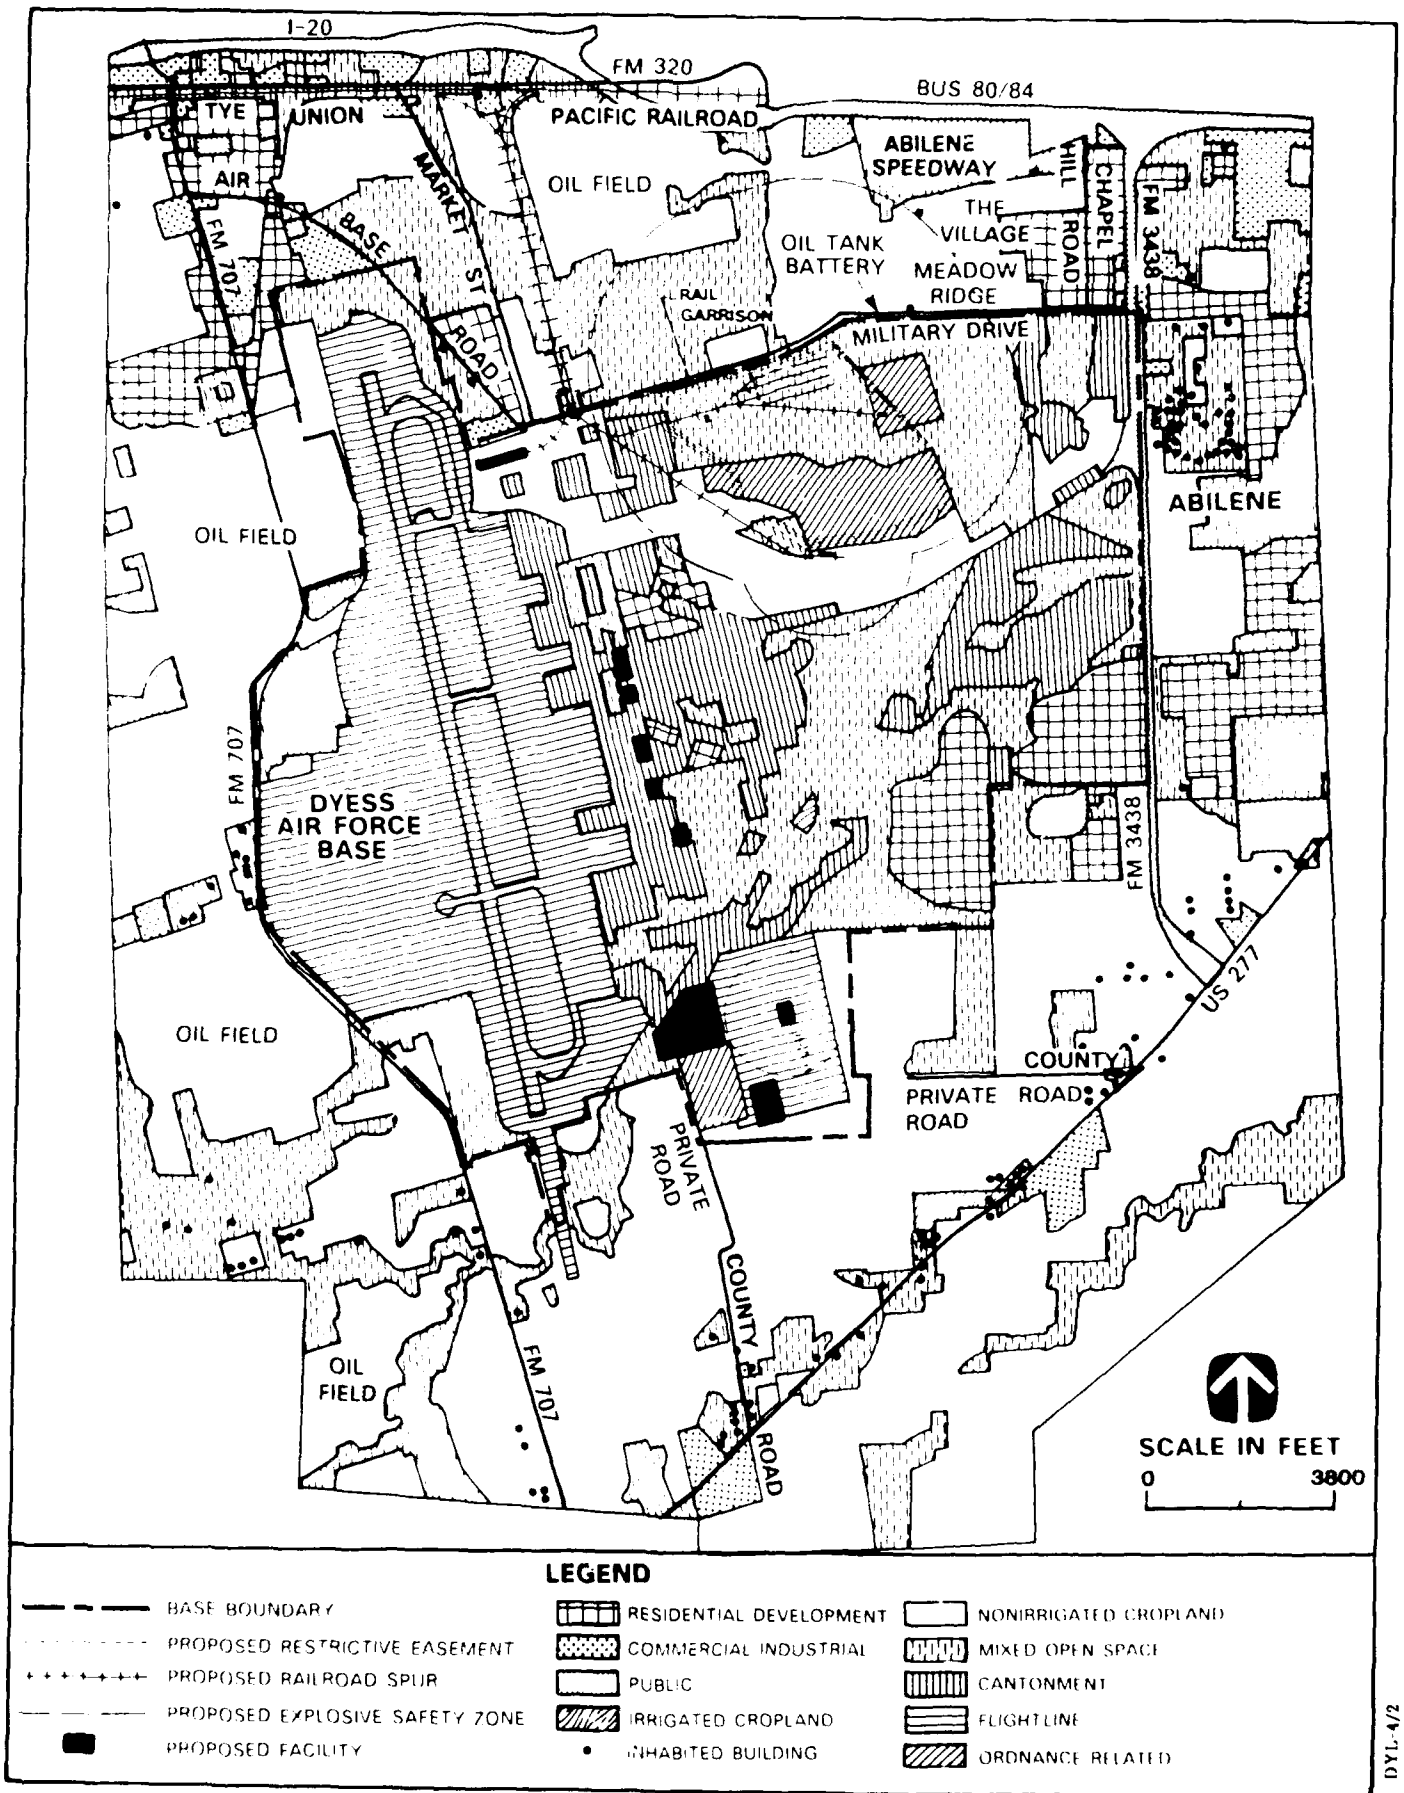 I-20
FM 320
BUS 80/84
TYE
UNION
PACIFIC RAILROAD
ABILENE
SPEEDWAY
HILL
ROAD
CHAPEL
FM 3438
AIR
BASE
ROAD
MARKET
ST
OIL FIELD
THE
VILLAGE
OIL TANK
BATTERY
MEADOW
RIDGE
FM 707
RAIL
GARRISON
MILITARY DRIVE
ABILENE
OIL FIELD
FM 707
DYESS
AIR FORCE
BASE
FM 3438
US 277
OIL FIELD
COUNTY
ROAD
PRIVATE
ROAD
PRIVATE
ROAD
COUNTY
ROAD
OIL
FIELD
FM 707
SCALE IN FEET
0 3800
LEGEND
BASE BOUNDARY
PROPOSED RESTRICTIVE EASEMENT
PROPOSED RAILROAD SPUR
PROPOSED EXPLOSIVE SAFETY ZONE
PROPOSED FACILITY
RESIDENTIAL DEVELOPMENT
COMMERCIAL INDUSTRIAL
PUBLIC
IRRIGATED CROPLAND
INHABITED BUILDING
NONIRRIGATED CROPLAND
MIXED OPEN SPACE
CANTONMENT
FLIGHTLINE
ORDNANCE RELATED
DYL-4/2